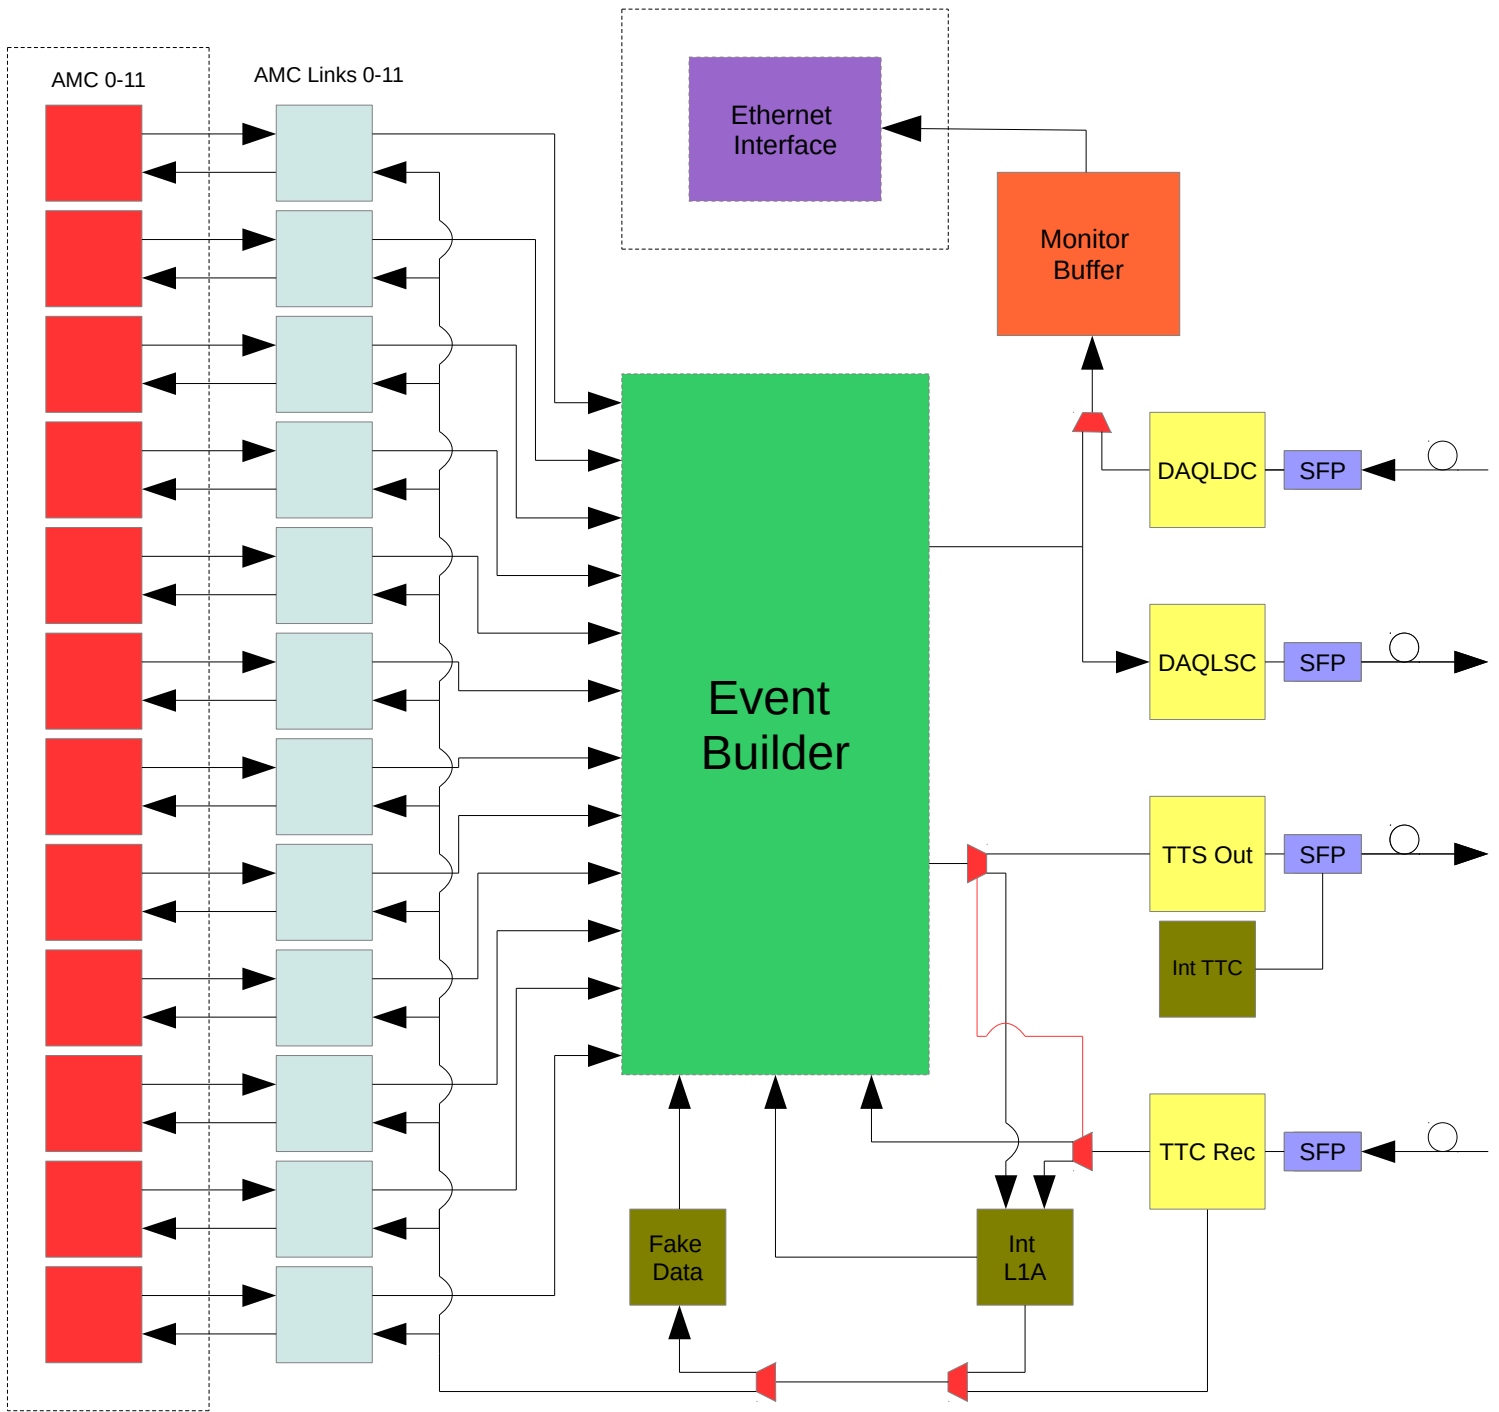 AMC 0-11
AMC Links 0-11
Ethernet
Interface
Monitor
Buffer
DAQLDC
SFP
Event
Builder
DAQLSC
SFP
TTS Out
SFP
Int TTC
TTC Rec
SFP
Fake
Data
Int
L1A